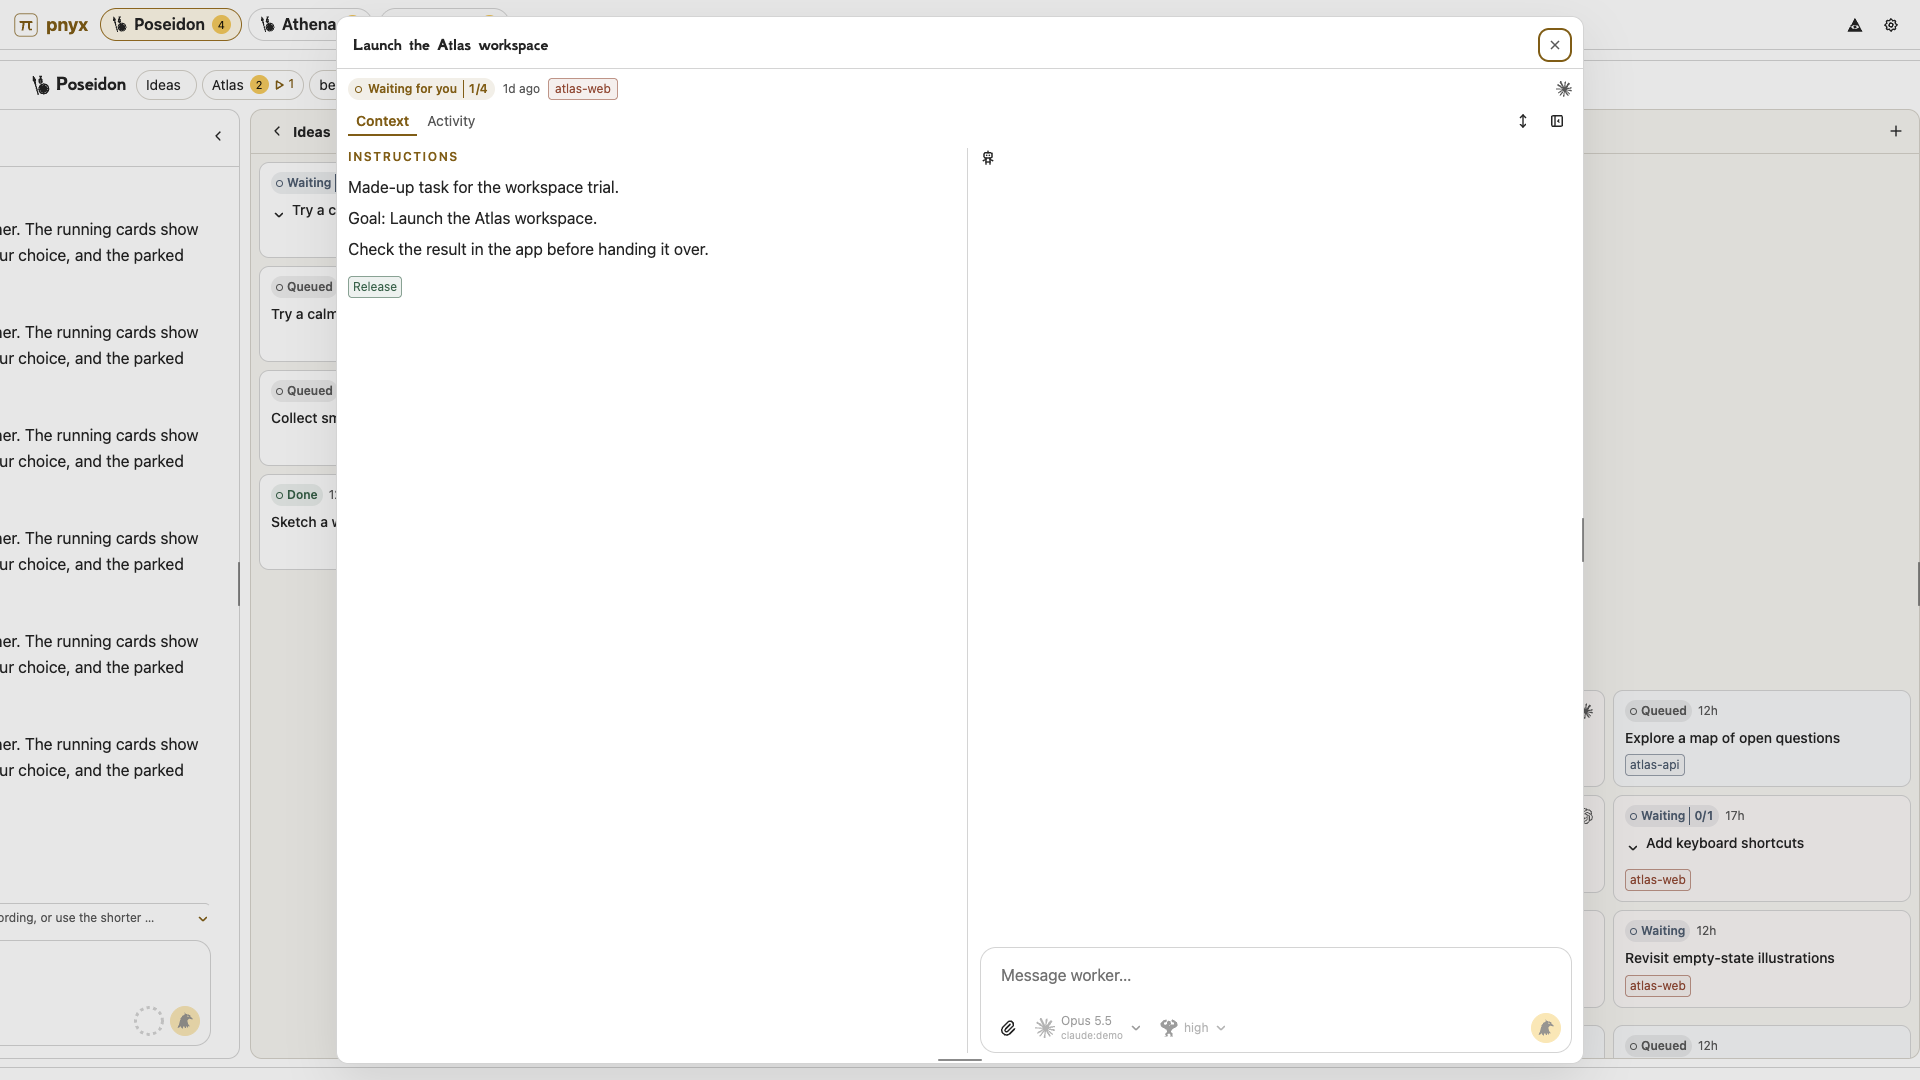 π pnyx Poseidon 4 Athena
Launch the Atlas workspace
Poseidon Ideas Atlas 2 1 be
Waiting for you 1/4 1d ago atlas-web
Context Activity
Ideas
INSTRUCTIONS
Made-up task for the workspace trial.
Goal: Launch the Atlas workspace.
Check the result in the app before handing it over.
Release
Waiting
Try a c
Queued
Try a calm
Queued
Collect sm
Done 1
Sketch a w
er. The running cards show
ur choice, and the parked
er. The running cards show
ur choice, and the parked
er. The running cards show
ur choice, and the parked
er. The running cards show
ur choice, and the parked
er. The running cards show
ur choice, and the parked
er. The running cards show
ur choice, and the parked
ording, or use the shorter ...
Message worker...
Opus 5.5
claude:demo
high
Queued 12h
Explore a map of open questions
atlas-api
Waiting 0/1 17h
Add keyboard shortcuts
atlas-web
Waiting 12h
Revisit empty-state illustrations
atlas-web
Queued 12h